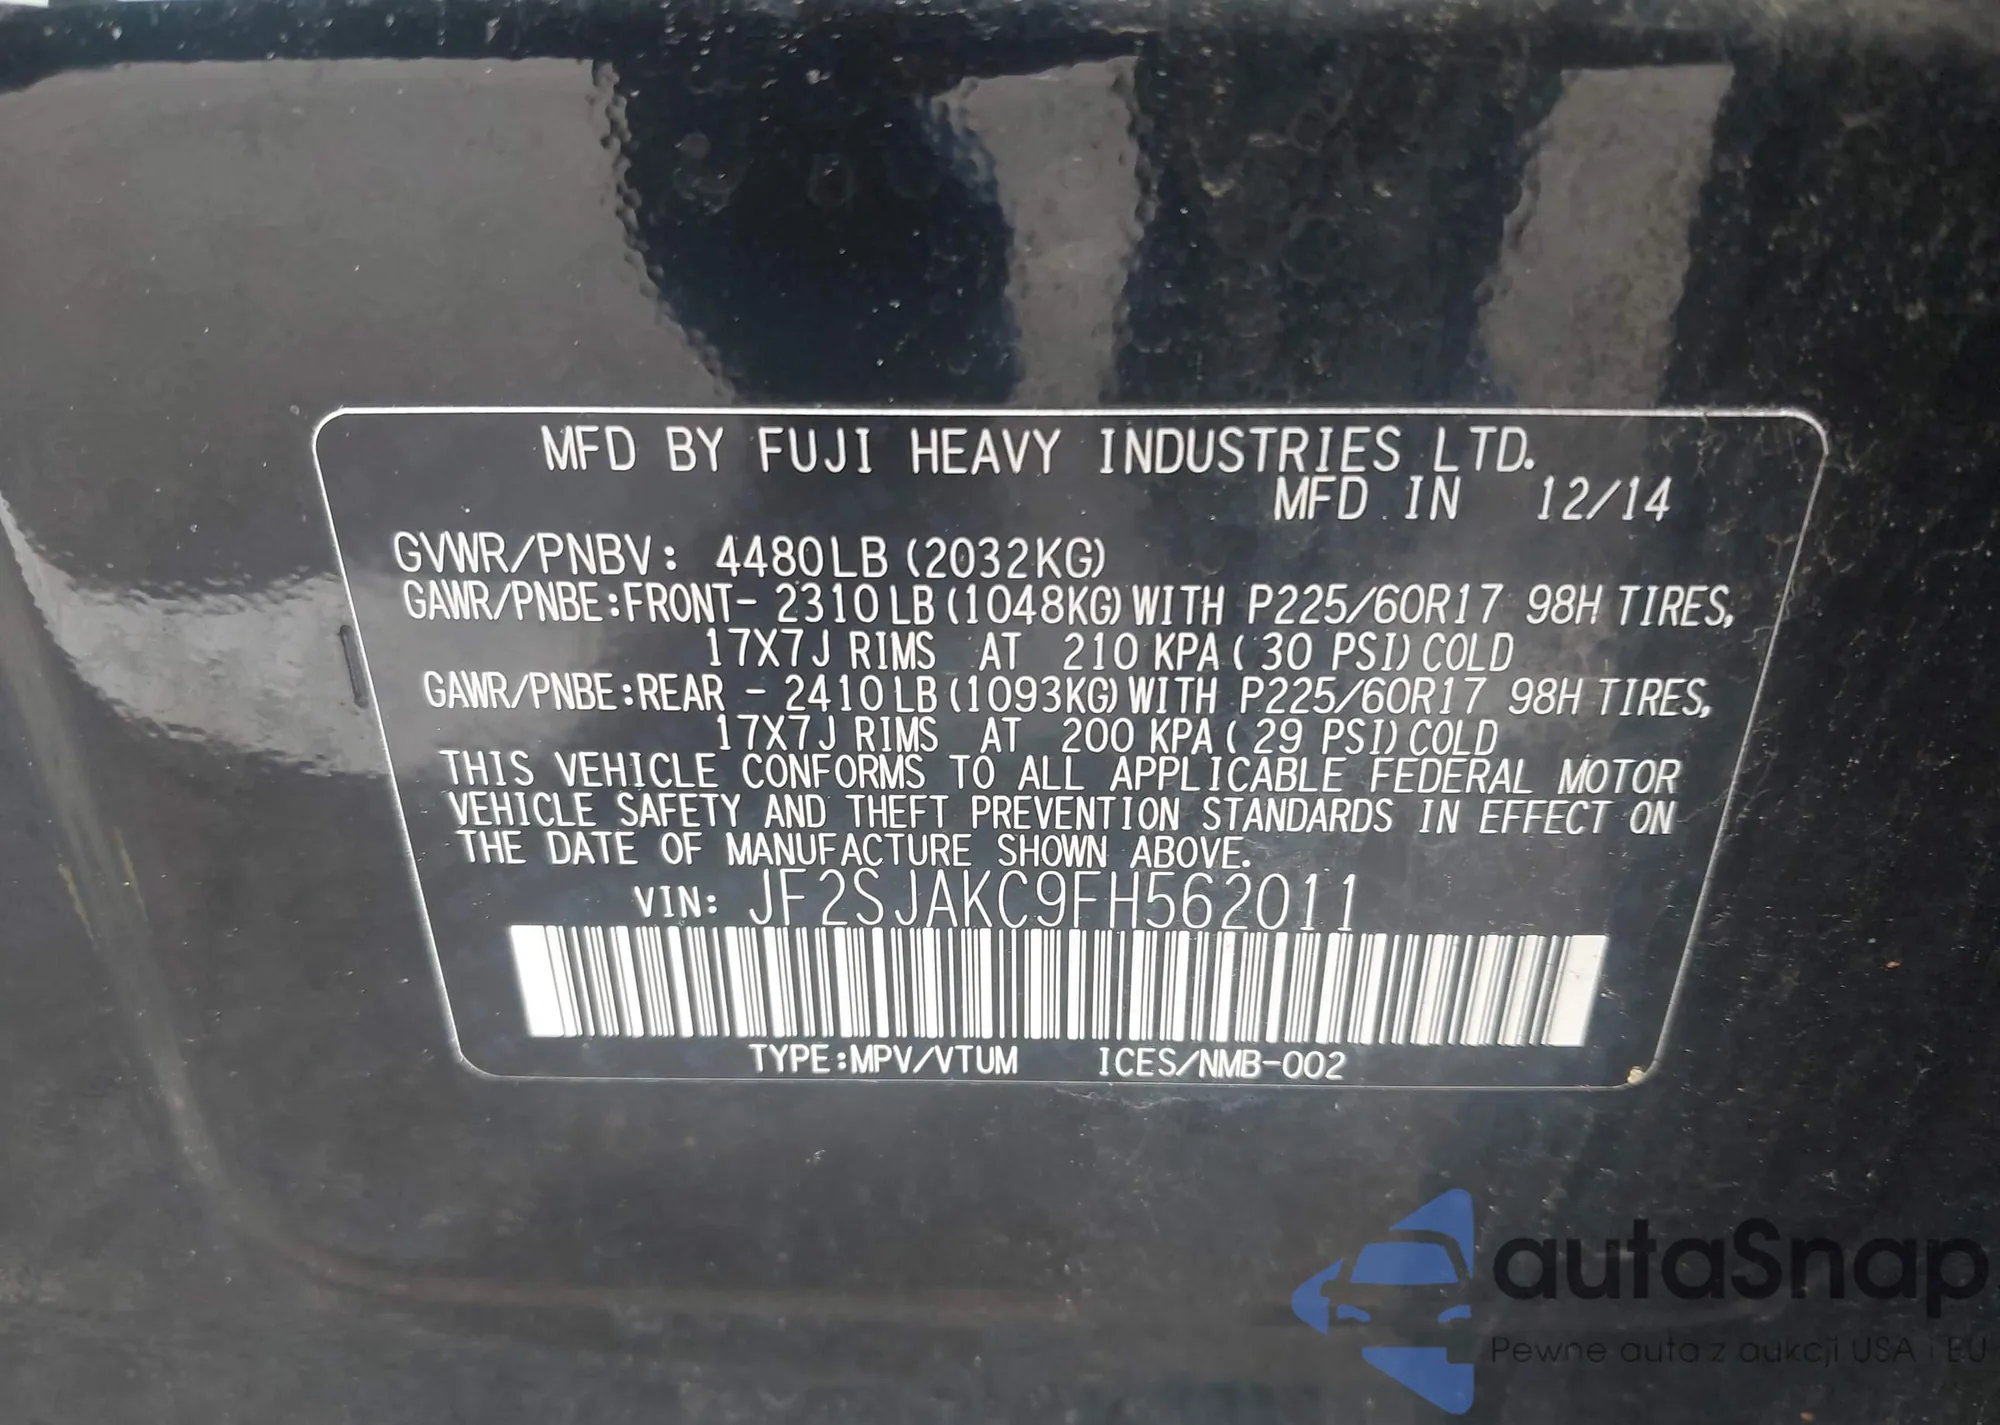 MFD BY FUJI HEAVY INDUSTRIES LTD.
MFD IN 12/14
GVWR/PNBV: 4480LB (2032KG)
GAWR/PNBE:FRONT- 2310LB (1048KG) WITH P225/60R17 98H TIRES,
17X7J RIMS AT 210 KPA ( 30 PSI) COLD
GAWR/PNBE:REAR - 2410LB (1093KG) WITH P225/60R17 98H TIRES,
17X7J RIMS AT 200 KPA ( 29 PSI) COLD
THIS VEHICLE CONFORMS TO ALL APPLICABLE FEDERAL MOTOR
VEHICLE SAFETY AND THEFT PREVENTION STANDARDS IN EFFECT ON
THE DATE OF MANUFACTURE SHOWN ABOVE.
VIN: JF2SJAKC9FH562011
TYPE:MPV/VTUM ICES/NMB-002
autaSnap
Pewne auta z aukcji USA i EU